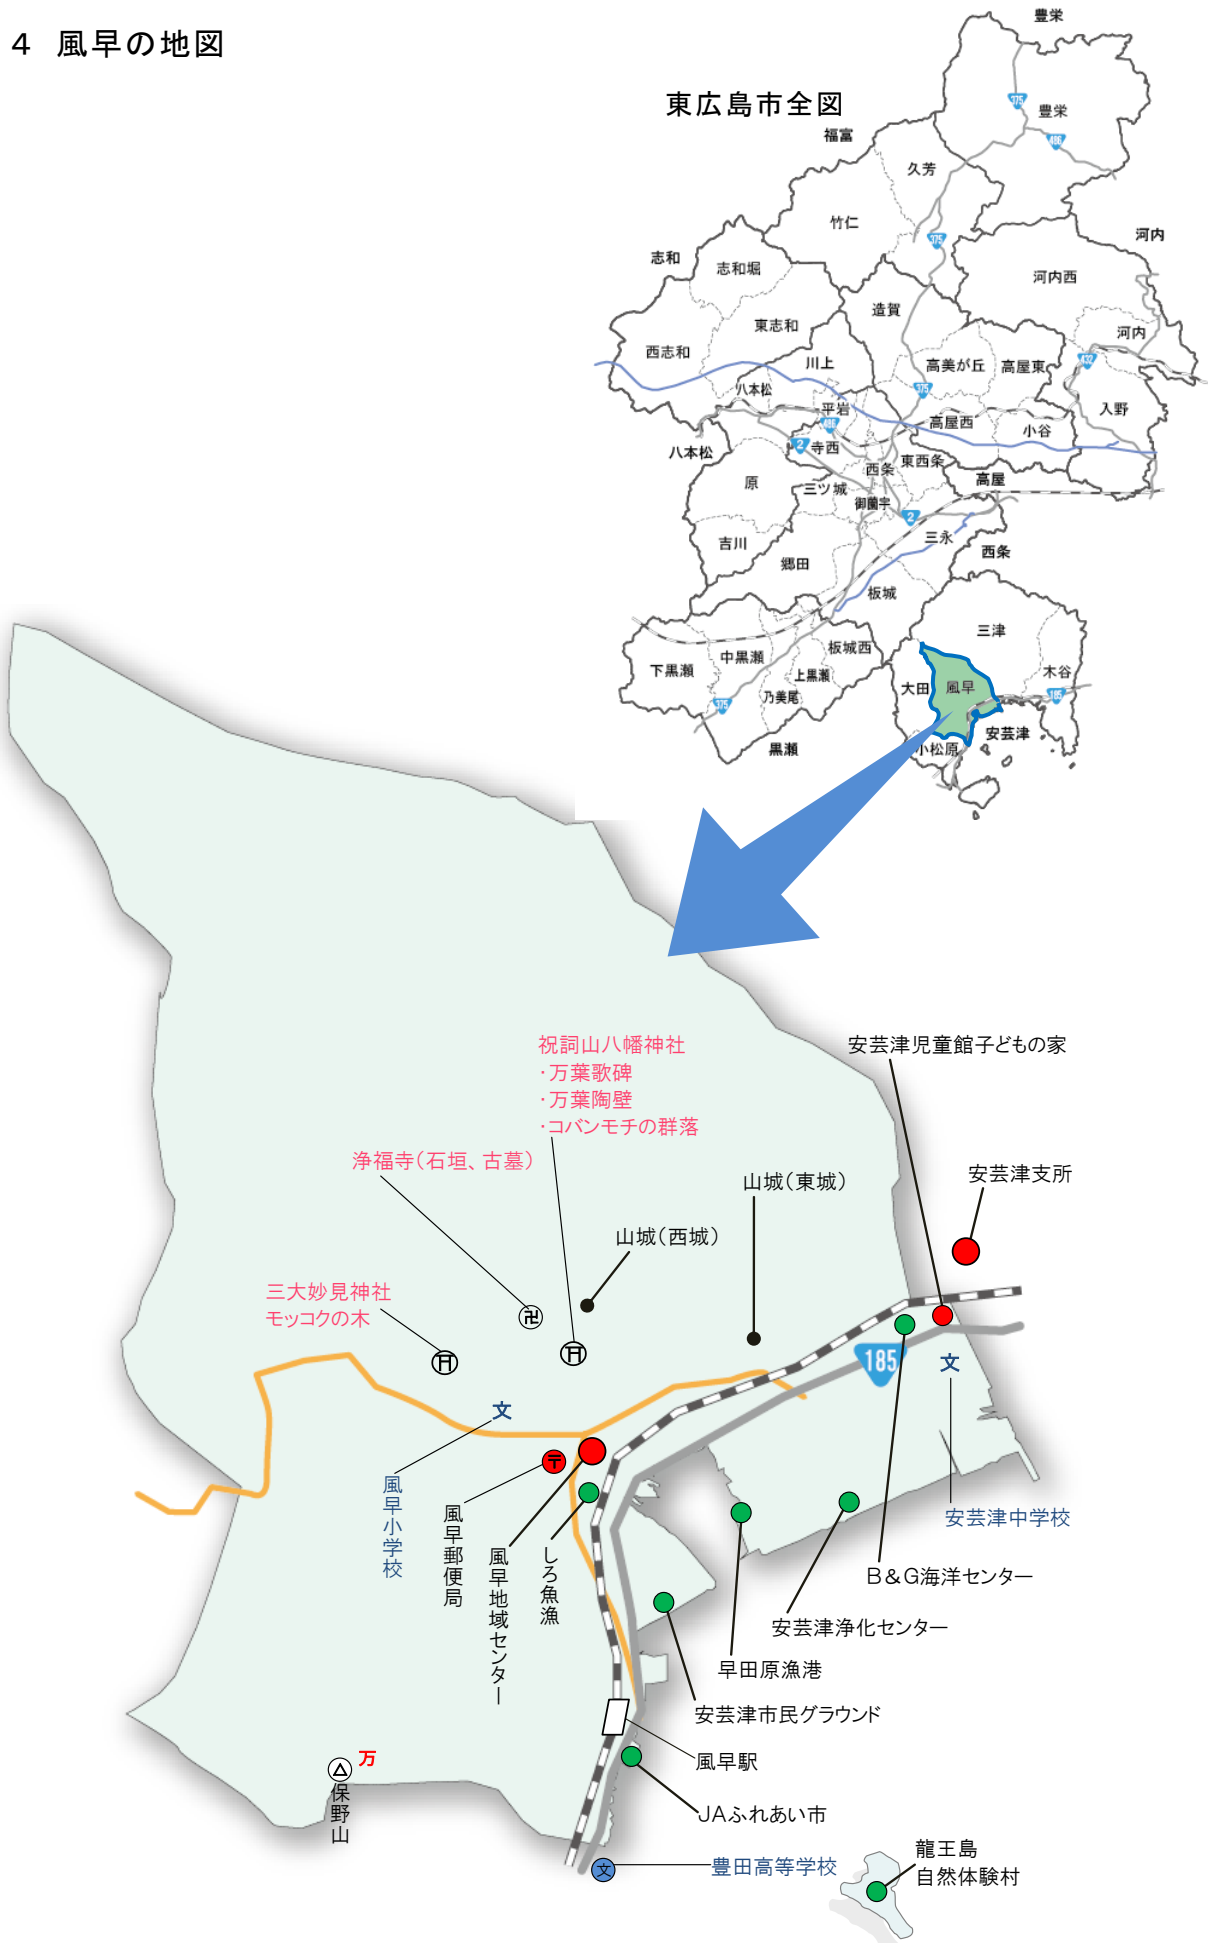 4　風早の地図
東広島市全図
豊栄
375
豊栄
486
福富
久芳
竹仁
375
河内
志和
志和堀
河内西
造賀
東志和
河内
西志和
川上
高美が丘
高屋東
432
八本松
375
平岩
入野
486
高屋西
小谷
2
寺西
八本松
西条
東西条
原
三ツ城
高屋
御薗宇
2
吉川
三永
西条
郷田
板城
三津
板城西
中黒瀬
下黒瀬
上黒瀬
木谷
大田
風早
乃美尾
185
375
安芸津
黒瀬
小松原
祝詞山八幡神社
・万葉歌碑
・万葉陶壁
・コバンモチの群落
安芸津児童館子どもの家
浄福寺（石垣、古墓）
山城（東城）
安芸津支所
山城（西城）
三大妙見神社
モッコクの木
卍
185
文
文
〒
風早小学校
風早郵便局
風早地域センター
しろ魚漁
安芸津中学校
B＆G海洋センター
安芸津浄化センター
早田原漁港
安芸津市民グラウンド
風早駅
万
保野山
JAふれあい市
文
豊田高等学校
龍王島
自然体験村